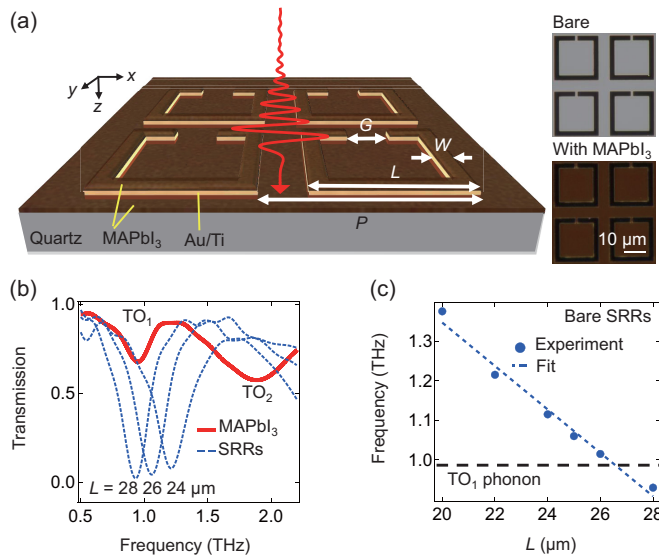 (a)
x
y
z
G
W
L
P
Quartz
MAPbI₃
Au/Ti
Bare
With MAPbI₃
10 µm
(b)
1.0
0.5
0.0
Transmission
TO₁
TO₂
MAPbI₃
SRRs
L = 28 26 24 µm
0.5 1.0 1.5 2.0
Frequency (THz)
(c)
Bare SRRs
Experiment
Fit
1.3
1.2
1.1
1.0
Frequency (THz)
TO₁ phonon
20 22 24 26 28
L (µm)